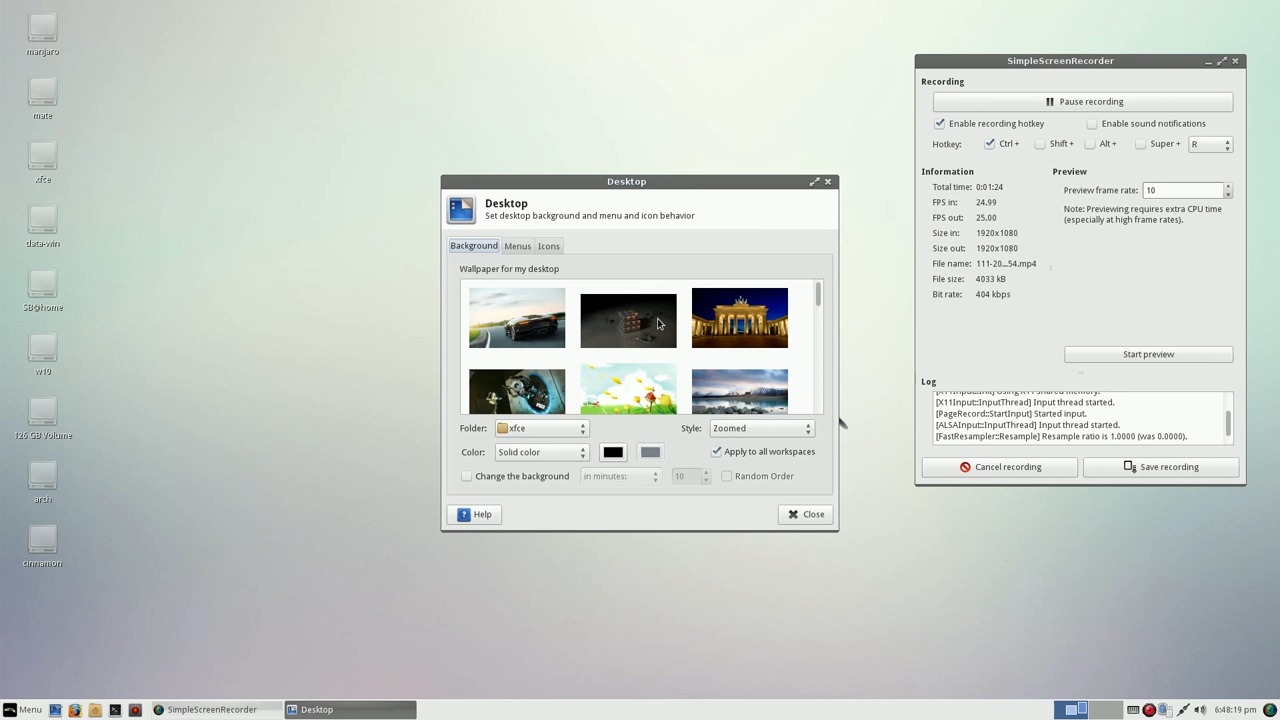 manjaro
mate
xfce
data-win
SB@home
w10
126 GB Volume
arch
cinnamon
Desktop
Desktop
Set desktop background and menu and icon behavior
Background Menus Icons
Wallpaper for my desktop
Folder: xfce Style: Zoomed
Color: Solid color Apply to all workspaces
Change the background in minutes: 10 Random Order
Help Close
SimpleScreenRecorder
Recording
Pause recording
Enable recording hotkey Enable sound notifications
Hotkey: Ctrl + Shift + Alt + Super + R
Information
Total time: 0:01:24
FPS in: 24.99
FPS out: 25.00
Size in: 1920x1080
Size out: 1920x1080
File name: 111-20...54.mp4
File size: 4033 kB
Bit rate: 404 kbps
Preview
Preview frame rate: 10
Note: Previewing requires extra CPU time
(especially at high frame rates).
Start preview
Log
[X11Input::InputThread] Input thread started.
[PageRecord::StartInput] Started input.
[ALSAInput::InputThread] Input thread started.
[FastResampler::Resample] Resample ratio is 1.0000 (was 0.0000).
Cancel recording Save recording
Menu SimpleScreenRecorder Desktop 6:48:19 pm